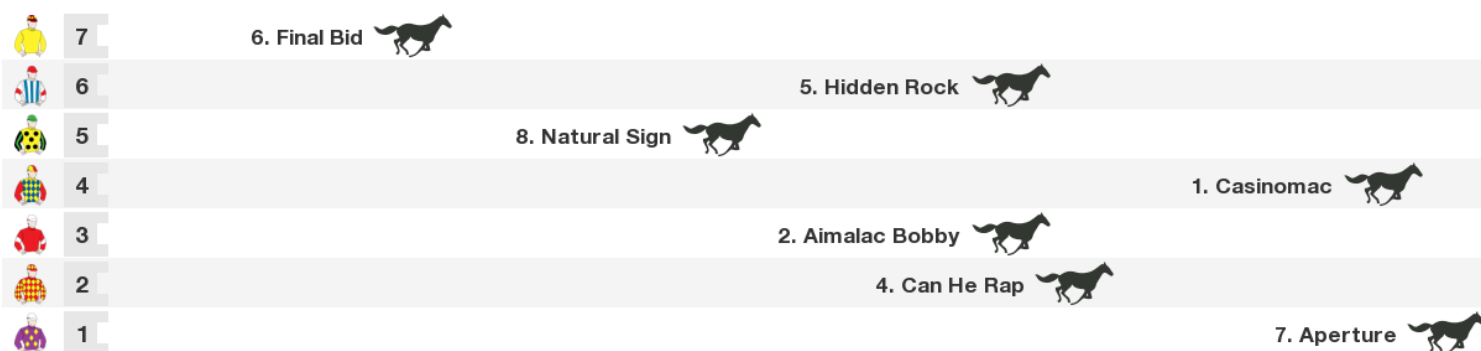 7 6. Final Bid
6 5. Hidden Rock
5 8. Natural Sign
4 1. Casinomac
3 2. Aimalac Bobby
2 4. Can He Rap
1 7. Aperture